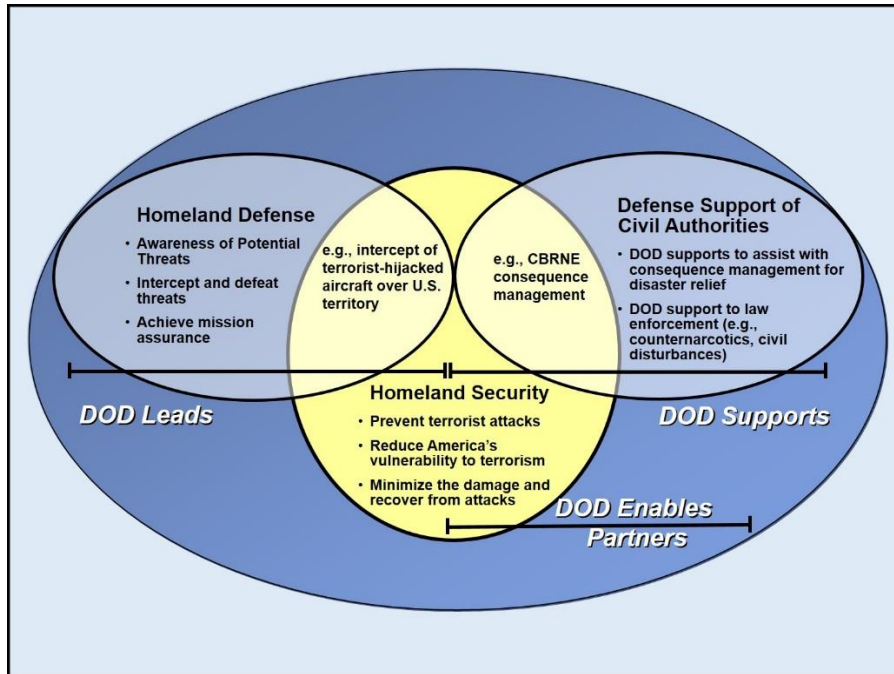 Homeland Defense
• Awareness of Potential
Threats
• Intercept and defeat
threats
• Achieve mission
assurance
e.g., intercept of
terrorist-hijacked
aircraft over U.S.
territory
e.g., CBRNE
consequence
management
Defense Support of
Civil Authorities
• DOD supports to assist with
consequence management for
disaster relief
• DOD support to law
enforcement (e.g.,
counternarcotics, civil
disturbances)
DOD Leads
Homeland Security
• Prevent terrorist attacks
• Reduce America's
vulnerability to terrorism
• Minimize the damage and
recover from attacks
DOD Supports
DOD Enables
Partners